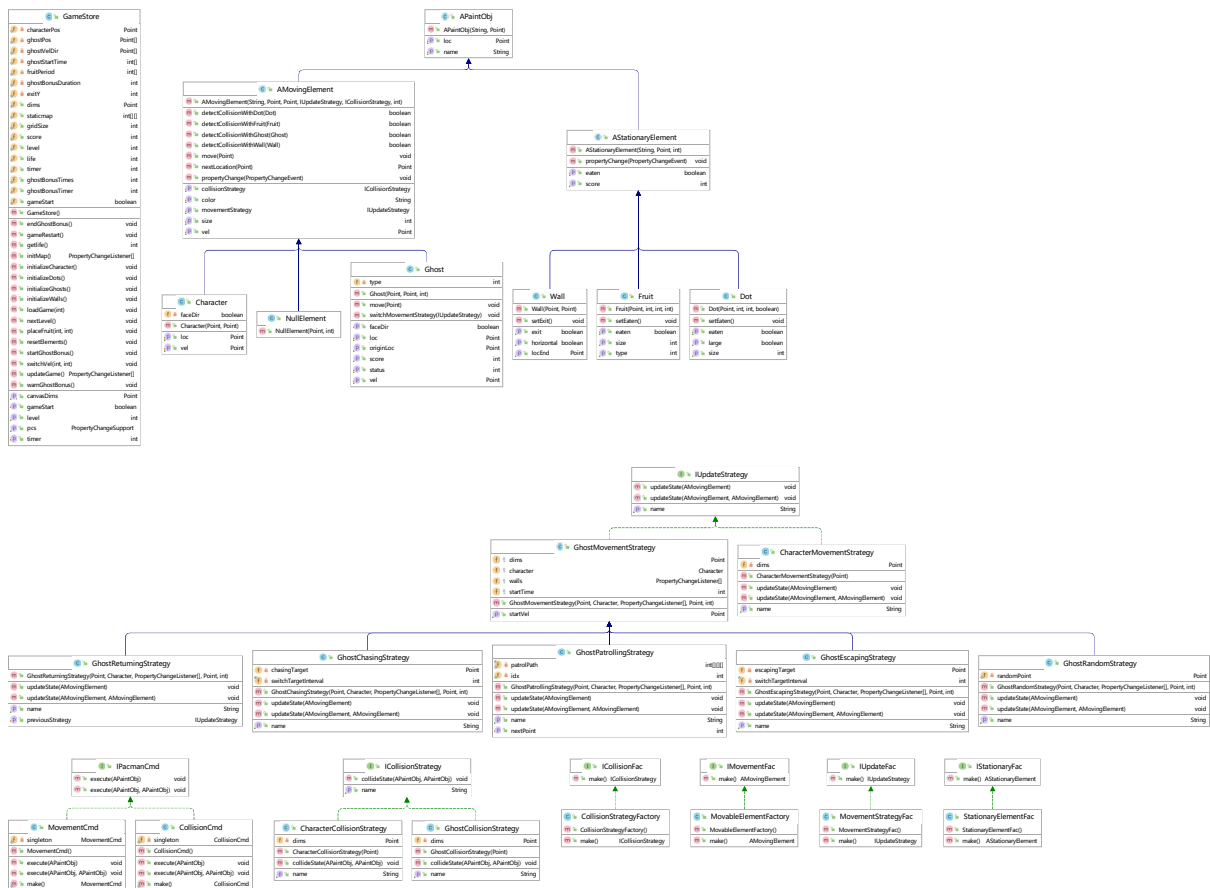 GameStore
characterPos Point
ghostPos Point[]
ghostVelDir Point[]
ghostStartTime int[]
fruitPeriod int[]
ghostBonusDuration int
exitY int
dims Point
staticmap int[][]
gridSize int
score int
level int
life int
timer int
ghostBonusTimes int
ghostBonusTimer int
gameStart boolean
GameStore()
endGhostBonus() void
gameRestart() void
getlife() int
initMap() PropertyChangeListener[]
initializeCharacter() void
initializeDots() void
initializeGhosts() void
initializeWalls() void
loadGame(int) void
nextLevel() void
placeFruit(int, int) void
resetElements() void
startGhostBonus() void
switchVel(int, int) void
updateGame() PropertyChangeListener[]
warnGhostBonus() void
canvasDims Point
gameStart boolean
level int
pcs PropertyChangeSupport
timer int
APaintObj
APaintObj(String, Point)
loc Point
name String
AMovingElement
AMovingElement(String, Point, Point, IUpdateStrategy, ICollisionStrategy, int)
detectCollisionWithDot(Dot) boolean
detectCollisionWithFruit(Fruit) boolean
detectCollisionWithGhost(Ghost) boolean
detectCollisionWithWall(Wall) boolean
move(Point) void
nextLocation(Point) Point
propertyChange(PropertyChangeEvent) void
collisionStrategy ICollisionStrategy
color String
movementStrategy IUpdateStrategy
size int
vel Point
AStationaryElement
AStationaryElement(String, Point, int)
propertyChange(PropertyChangeEvent) void
eaten boolean
score int
Character
faceDir boolean
Character(Point, Point)
loc Point
vel Point
NullElement
NullElement(Point, int)
Ghost
type int
Ghost(Point, Point, int)
move(Point) void
switchMovementStrategy(IUpdateStrategy) void
faceDir boolean
loc Point
originLoc Point
score int
status int
vel Point
Wall
Wall(Point, Point)
setExit() void
exit boolean
horizontal boolean
locEnd Point
Fruit
Fruit(Point, int, int, int)
setEaten() void
eaten boolean
size int
type int
Dot
Dot(Point, int, int, boolean)
setEaten() void
eaten boolean
large boolean
size int
IUpdateStrategy
updateState(AMovingElement) void
updateState(AMovingElement, AMovingElement) void
name String
GhostMovementStrategy
dims Point
character Character
walls PropertyChangeListener[]
startTime int
GhostMovementStrategy(Point, Character, PropertyChangeListener[], Point, int)
startVel Point
CharacterMovementStrategy
dims Point
CharacterMovementStrategy(Point)
updateState(AMovingElement) void
updateState(AMovingElement, AMovingElement) void
name String
GhostReturningStrategy
GhostReturningStrategy(Point, Character, PropertyChangeListener[], Point, int)
updateState(AMovingElement) void
updateState(AMovingElement, AMovingElement) void
name String
previousStrategy IUpdateStrategy
GhostChasingStrategy
chasingTarget Point
switchTargetInterval int
GhostChasingStrategy(Point, Character, PropertyChangeListener[], Point, int)
updateState(AMovingElement) void
updateState(AMovingElement, AMovingElement) void
name String
GhostPatrollingStrategy
patrolPath int[][][]
idx int
GhostPatrollingStrategy(Point, Character, PropertyChangeListener[], Point, int)
updateState(AMovingElement) void
updateState(AMovingElement, AMovingElement) void
name String
nextPoint int
GhostEscapingStrategy
escapingTarget Point
switchTargetInterval int
GhostEscapingStrategy(Point, Character, PropertyChangeListener[], Point, int)
updateState(AMovingElement) void
updateState(AMovingElement, AMovingElement) void
name String
GhostRandomStrategy
randomPoint Point
GhostRandomStrategy(Point, Character, PropertyChangeListener[], Point, int)
updateState(AMovingElement) void
updateState(AMovingElement, AMovingElement) void
name String
IPacmanCmd
execute(APaintObj) void
execute(APaintObj, APaintObj) void
MovementCmd
singleton MovementCmd
MovementCmd()
execute(APaintObj) void
execute(APaintObj, APaintObj) void
make() MovementCmd
CollisionCmd
singleton CollisionCmd
CollisionCmd()
execute(APaintObj) void
execute(APaintObj, APaintObj) void
make() CollisionCmd
ICollisionStrategy
collideState(APaintObj, APaintObj) void
name String
CharacterCollisionStrategy
dims Point
CharacterCollisionStrategy(Point)
collideState(APaintObj, APaintObj) void
name String
GhostCollisionStrategy
dims Point
GhostCollisionStrategy(Point)
collideState(APaintObj, APaintObj) void
name String
ICollisionFac
make() ICollisionStrategy
CollisionStrategyFactory
CollisionStrategyFactory()
make() ICollisionStrategy
IMovementFac
make() AMovingElement
MovableElementFactory
MovableElementFactory()
make() AMovingElement
IUpdateFac
make() IUpdateStrategy
MovementStrategyFac
MovementStrategyFac()
make() IUpdateStrategy
IStationaryFac
make() AStationaryElement
StationaryElementFac
StationaryElementFac()
make() AStationaryElement